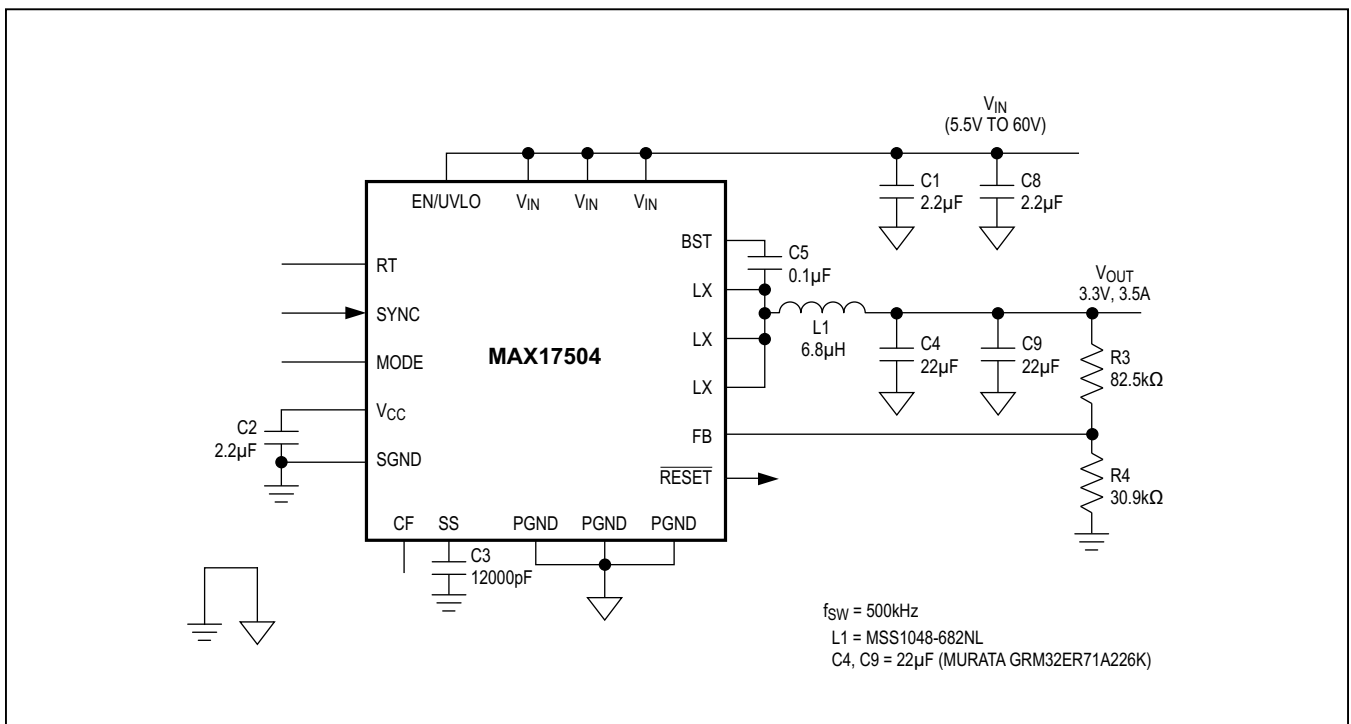 VIN
(5.5V TO 60V)
EN/UVLO VIN VIN VIN
C1
2.2µF
C8
2.2µF
BST
C5
0.1µF
RT
LX
VOUT
3.3V, 3.5A
SYNC
L1
6.8µH
MAX17504
LX
C4
22µF
C9
22µF
R3
82.5kΩ
MODE
LX
VCC
C2
2.2µF
FB
SGND
RESET
R4
30.9kΩ
CF SS PGND PGND PGND
C3
12000pF
fSW = 500kHz
L1 = MSS1048-682NL
C4, C9 = 22µF (MURATA GRM32ER71A226K)